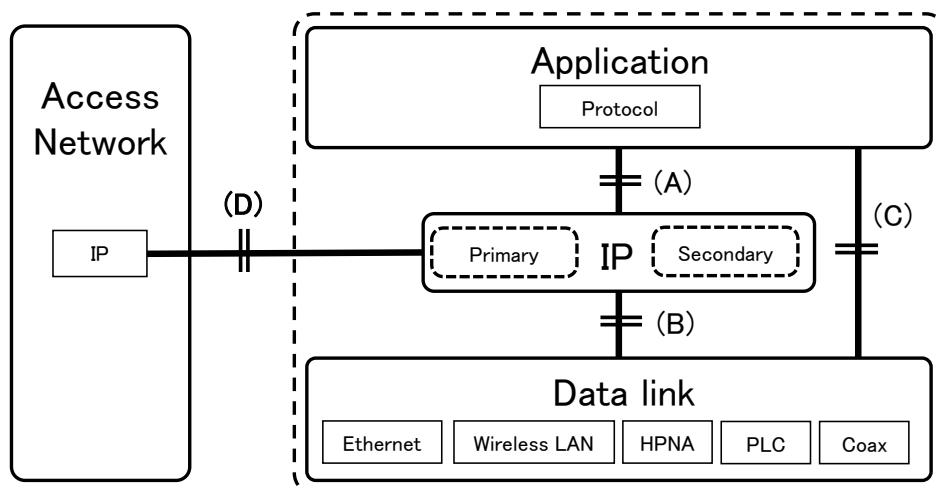 Access
Network
IP
(D)
Application
Protocol
(A)
(C)
Primary
IP
Secondary
(B)
Data link
Ethernet
Wireless LAN
HPNA
PLC
Coax